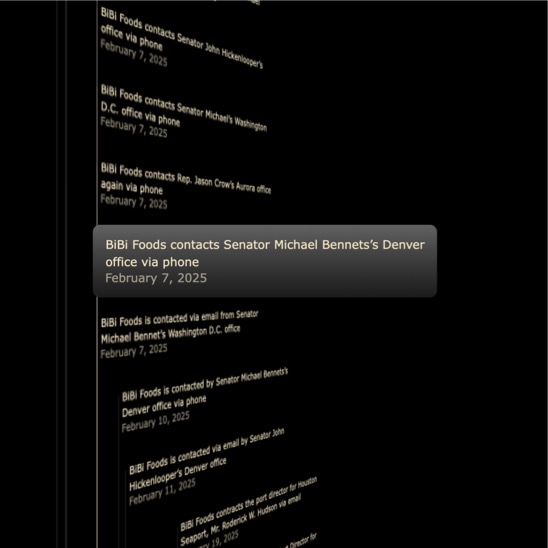 BiBi Foods contacts Senator John Hickenlooper's
office via phone
February 7, 2025
BiBi Foods contacts Senator Michael's Washington
D.C. office via phone
February 7, 2025
BiBi Foods contacts Rep. Jason Crow's Aurora office
again via phone
February 7, 2025
BiBi Foods contacts Senator Michael Bennets's Denver
office via phone
February 7, 2025
BiBi Foods is contacted via email from Senator
Michael Bennet's Washington D.C. office
February 7, 2025
BiBi Foods is contacted by Senator Michael Bennets's
Denver office via phone
February 10, 2025
BiBi Foods is contacted via email by Senator John
Hickenlooper's Denver office
February 11, 2025
BiBi Foods contracts the port director for Houston
Seaport, Mr. Roderick W. Hudson via email
19, 2025
Director for